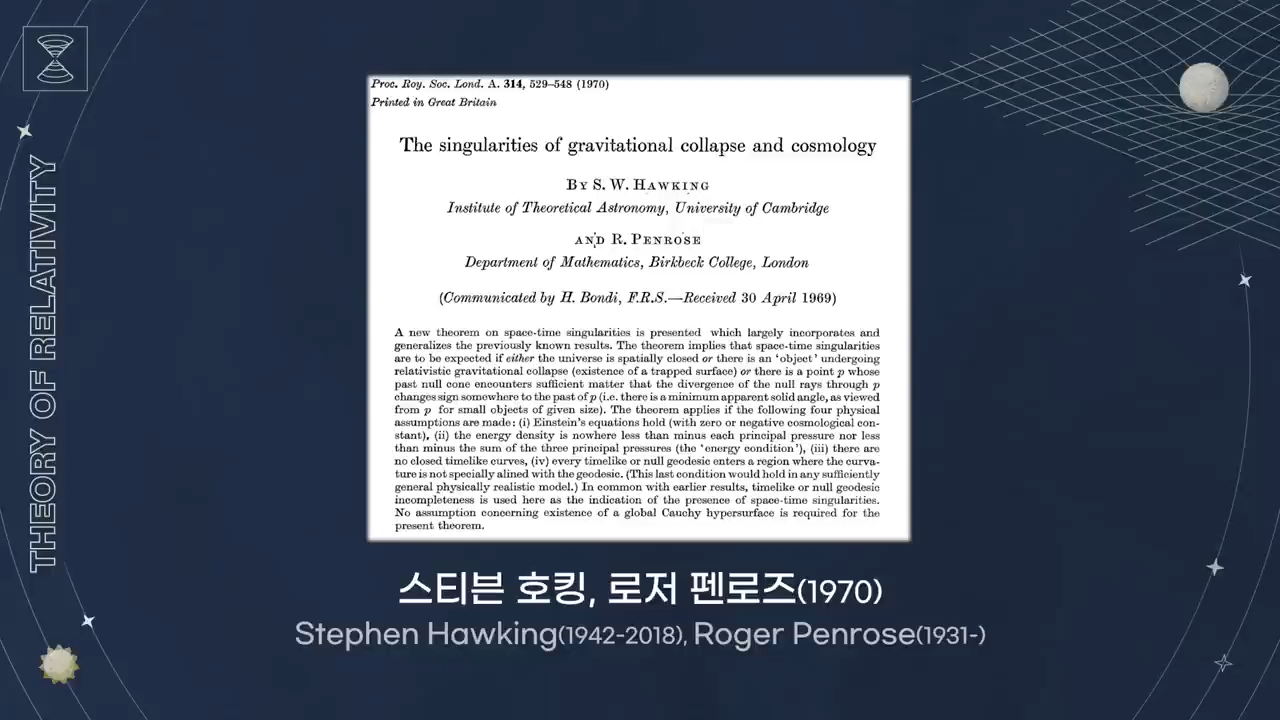 THEORY OF RELATIVITY
Proc. Roy. Soc. Lond. A. 314, 529–548 (1970)
Printed in Great Britain
The singularities of gravitational collapse and cosmology
By S. W. Hawking
Institute of Theoretical Astronomy, University of Cambridge
and R. Penrose
Department of Mathematics, Birkbeck College, London
(Communicated by H. Bondi, F.R.S.—Received 30 April 1969)
A new theorem on space-time singularities is presented which largely incorporates and
generalizes the previously known results. The theorem implies that space-time singularities
are to be expected if either the universe is spatially closed or there is an ‘object’ undergoing
relativistic gravitational collapse (existence of a trapped surface) or there is a point p whose
past null cone encounters sufficient matter that the divergence of the null rays through p
changes sign somewhere to the past of p (i.e. there is a minimum apparent solid angle, as viewed
from p for small objects of given size). The theorem applies if the following four physical
assumptions are made: (i) Einstein's equations hold (with zero or negative cosmological con-
stant), (ii) the energy density is nowhere less than minus each principal pressure nor less
than minus the sum of the three principal pressures (the ‘energy condition’), (iii) there are
no closed timelike curves, (iv) every timelike or null geodesic enters a region where the curva-
ture is not specially alined with the geodesic. (This last condition would hold in any sufficiently
general physically realistic model.) In common with earlier results, timelike or null geodesic
incompleteness is used here as the indication of the presence of space-time singularities.
No assumption concerning existence of a global Cauchy hypersurface is required for the
present theorem.
스티븐 호킹, 로저 펜로즈(1970)
Stephen Hawking(1942-2018), Roger Penrose(1931-)